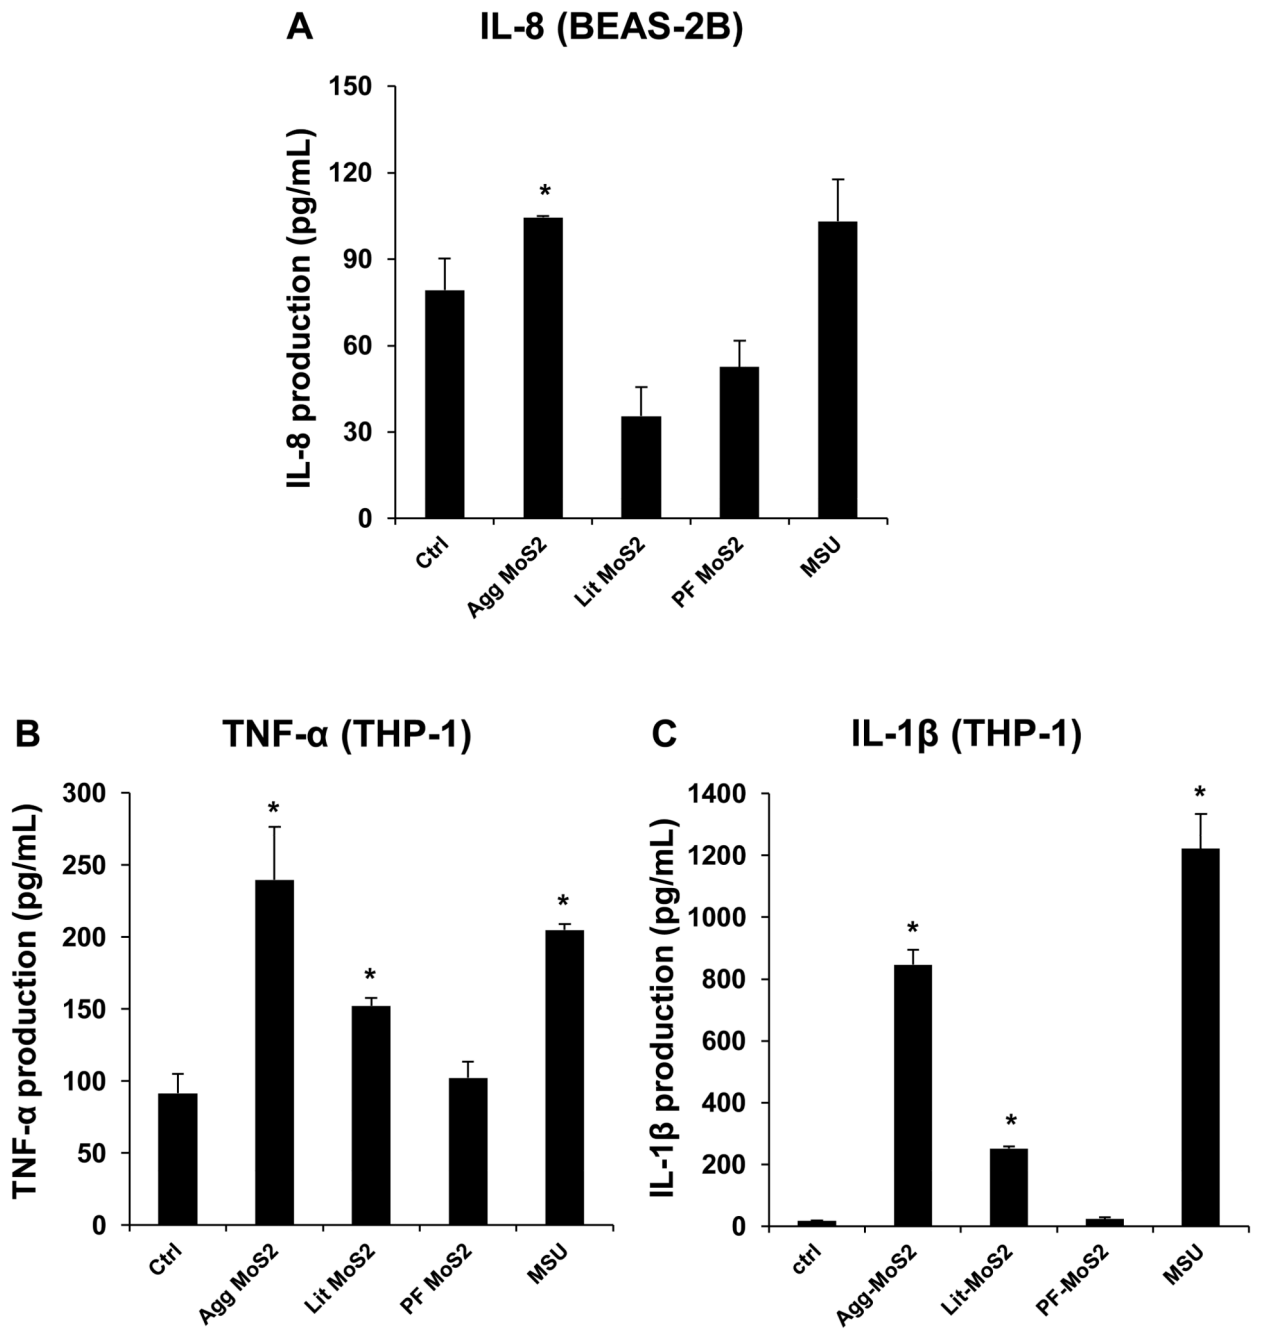 A IL-8 (BEAS-2B)
IL-8 production (pg/mL)
150
120
90
60
30
0
*
Ctrl
Agg MoS2
Lit MoS2
PF MoS2
MSU
B TNF-α (THP-1)
TNF-α production (pg/mL)
300
250
200
150
100
50
0
*
*
*
Ctrl
Agg MoS2
Lit MoS2
PF MoS2
MSU
C IL-1β (THP-1)
IL-1β production (pg/mL)
1400
1200
1000
800
600
400
200
0
*
*
*
ctrl
Agg-MoS2
Lit-MoS2
PF-MoS2
MSU